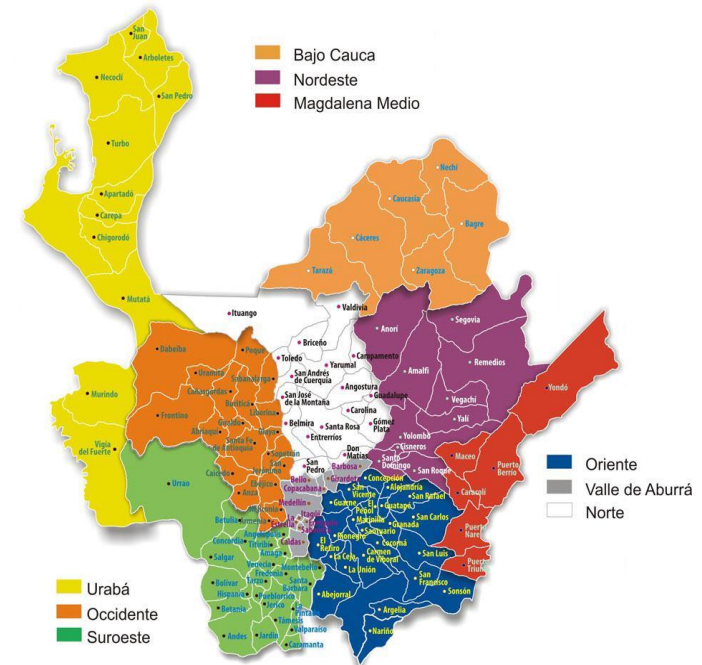 San
Juan
Arboletes
Necoclí
San Pedro
Turbo
Apartadó
Carepa
Chigorodó
Mutatá
Murindo
Vigía
del Fuerte
Bajo Cauca
Nordeste
Magdalena Medio
Nechí
Caucasia
Bagre
Cáceres
Tarazá
Zaragoza
Ituango
Valdivia
Briceño
Toledo
Campamento
Yarumal
San Andrés
de Cuerquia
Angostura
San José
de la Montaña
Guadalupe
Carolina
Belmira
Santa Rosa
Gómez
Plata
Entrerríos
Don
Matías
San
Pedro
Anorí
Segovia
Amalfi
Remedios
Vegachí
Yalí
Yolombó
Cisneros
Santo
Domingo
San Roque
Yondó
Maceo
Puerto
Berrío
Caracolí
Dabeiba
Peque
Uramita
Cañasgordas
Buriticá
Liborina
Frontino
Giraldo
Abriaquí
Olaya
Santa Fe
de Antioquia
Sopetrán
San
Jerónimo
Caicedo
Ebéjico
Anza
Heliconia
Barbosa
Girardota
Bello
Copacabana
Medellín
Itagüí
La
Estrella
Caldas
Concepción
Alejandría
San
Vicente
San Rafael
Guarne
El
Peñol
Guatapé
Marinilla
San Carlos
Granada
Santuario
Rionegro
El
Retiro
Cocorná
La Ceja
Carmen
de Viboral
San Luis
La Unión
San
Francisco
Sonsón
Abejorral
Argelia
Nariño
Urrao
Betulia
Armenia
Concordia
Angelópolis
Titiribí
Amagá
Salgar
Venecia
Fredonia
Montebello
Bolívar
Tarzo
Santa
Bárbara
Hispania
Pueblorrico
Jericó
Betania
La
Pintada
Támesis
Valparaíso
Andes
Jardín
Caramanta
Oriente
Valle de Aburrá
Norte
Urabá
Occidente
Suroeste